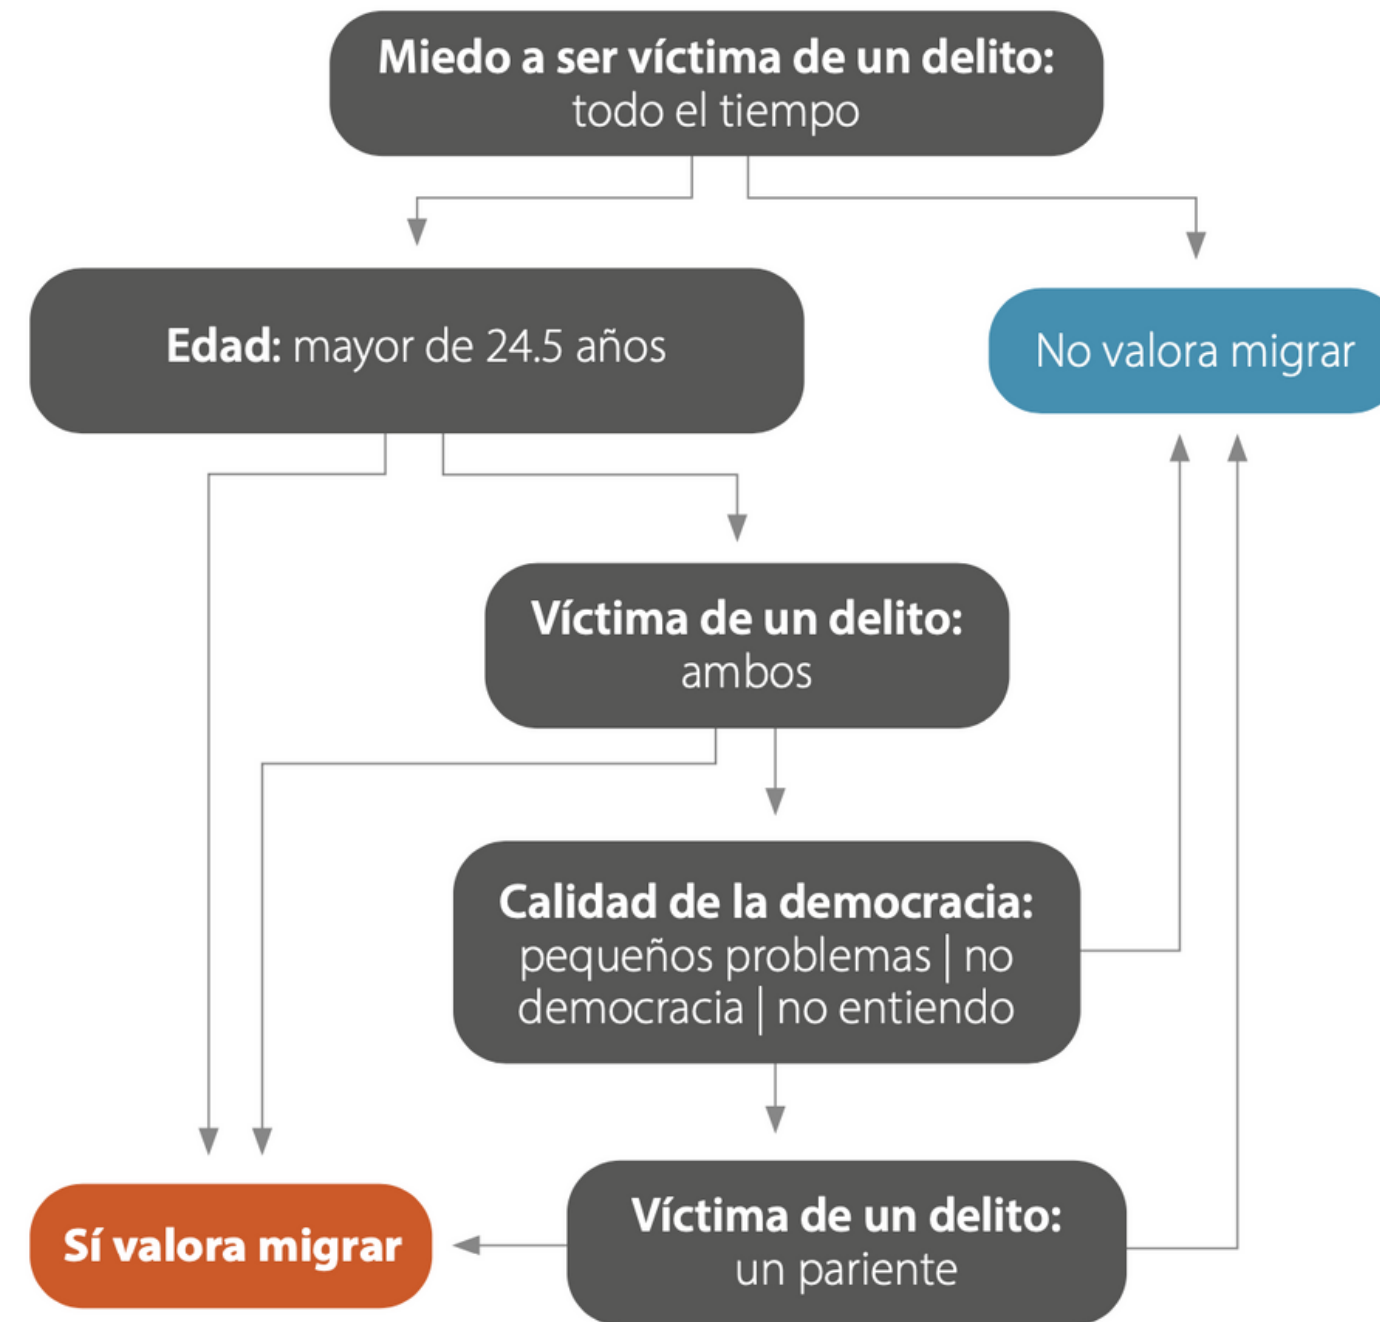 Miedo a ser víctima de un delito:
todo el tiempo
Edad: mayor de 24.5 años
No valora migrar
Víctima de un delito:
ambos
Calidad de la democracia:
pequeños problemas | no
democracia | no entiendo
Sí valora migrar
Víctima de un delito:
un pariente